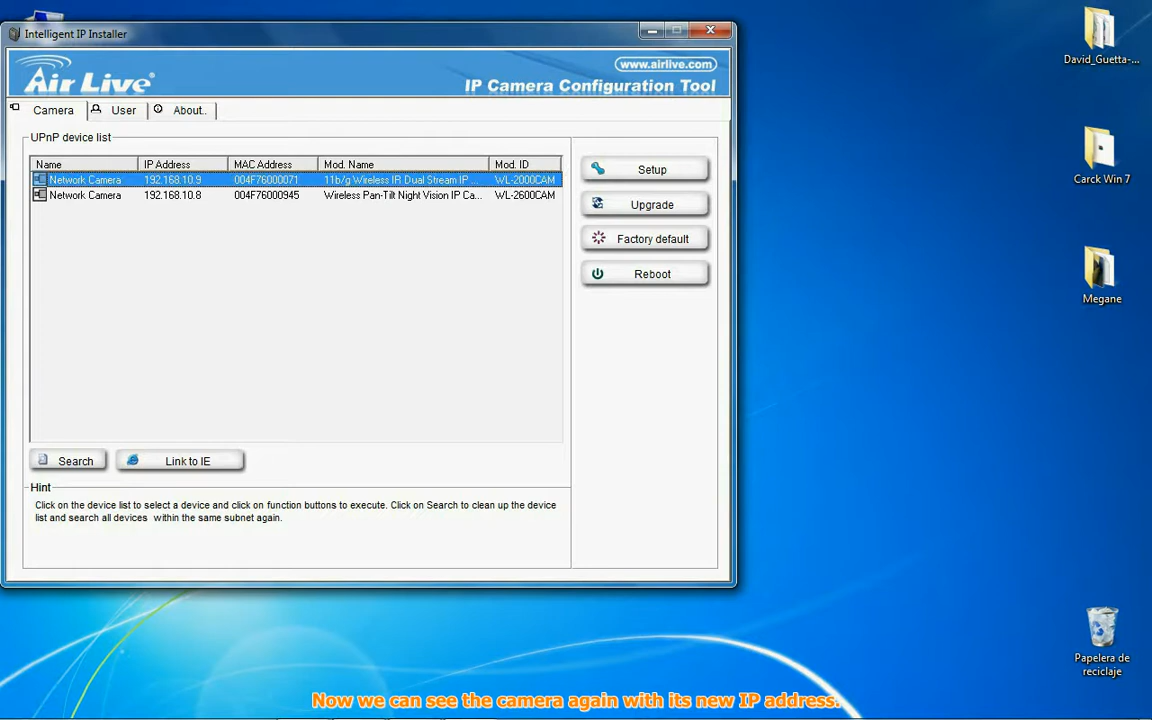 Intelligent IP Installer
Air Live®
www.airlive.com
IP Camera Configuration Tool
Camera
User
About..
UPnP device list
Name IP Address MAC Address Mod. Name Mod. ID
Network Camera 192.168.10.9 004F76000071 11b/g Wireless IR Dual Stream IP ... WL-2000CAM
Network Camera 192.168.10.8 004F76000945 Wireless Pan-Tilt Night Vision IP Ca... WL-2600CAM
Setup
Upgrade
Factory default
Reboot
Search
Link to IE
Hint
Click on the device list to select a device and click on function buttons to execute. Click on Search to clean up the device
list and search all devices within the same subnet again.
David_Guetta-...
Carck Win 7
Megane
Papelera de
reciclaje
Now we can see the camera again with its new IP address.